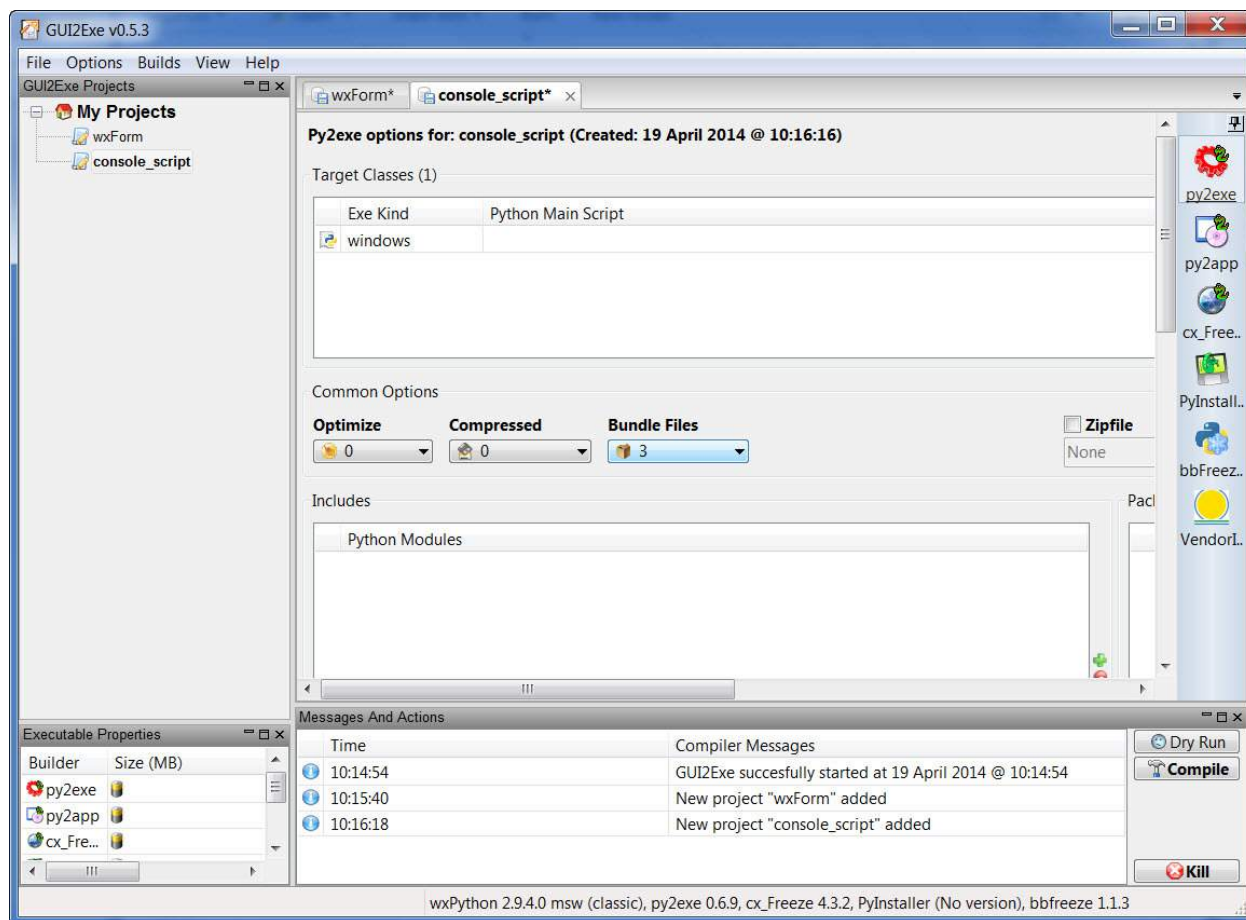 GUI2Exe v0.5.3
File Options Builds View Help
GUI2Exe Projects
My Projects
wxForm
console_script
wxForm*
console_script*
Py2exe options for: console_script (Created: 19 April 2014 @ 10:16:16)
Target Classes (1)
Exe Kind Python Main Script
windows
Common Options
Optimize Compressed Bundle Files Zipfile
0 0 3 None
Includes
Pacl
Python Modules
py2exe
py2app
cx_Free..
PyInstall..
bbFreez..
VendorI..
Executable Properties
Builder Size (MB)
py2exe
py2app
cx_Fre...
Messages And Actions
Time Compiler Messages
10:14:54 GUI2Exe succesfully started at 19 April 2014 @ 10:14:54
10:15:40 New project "wxForm" added
10:16:18 New project "console_script" added
Dry Run
Compile
Kill
wxPython 2.9.4.0 msw (classic), py2exe 0.6.9, cx_Freeze 4.3.2, PyInstaller (No version), bbfreeze 1.1.3